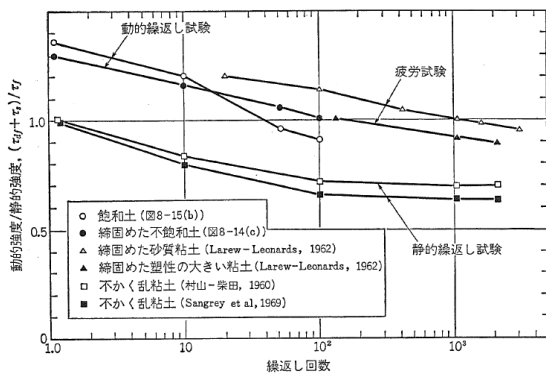 動的強度/静的強度, (τdf+τs)/τf
1.0
0.5
0
動的繰返し試験
疲労試験
静的繰返し試験
○ 飽和土 (図8-15(b))
● 締固めた不飽和土 (図8-14(c))
△ 締固めた砂質粘土 (Larew-Leonards, 1962)
▲ 締固めた塑性の大きい粘土 (Larew-Leonards, 1962)
□ 不かく乱粘土 (村山-柴田, 1960)
■ 不かく乱粘土 (Sangrey et al, 1969)
1.0 10 10² 10³
繰返し回数